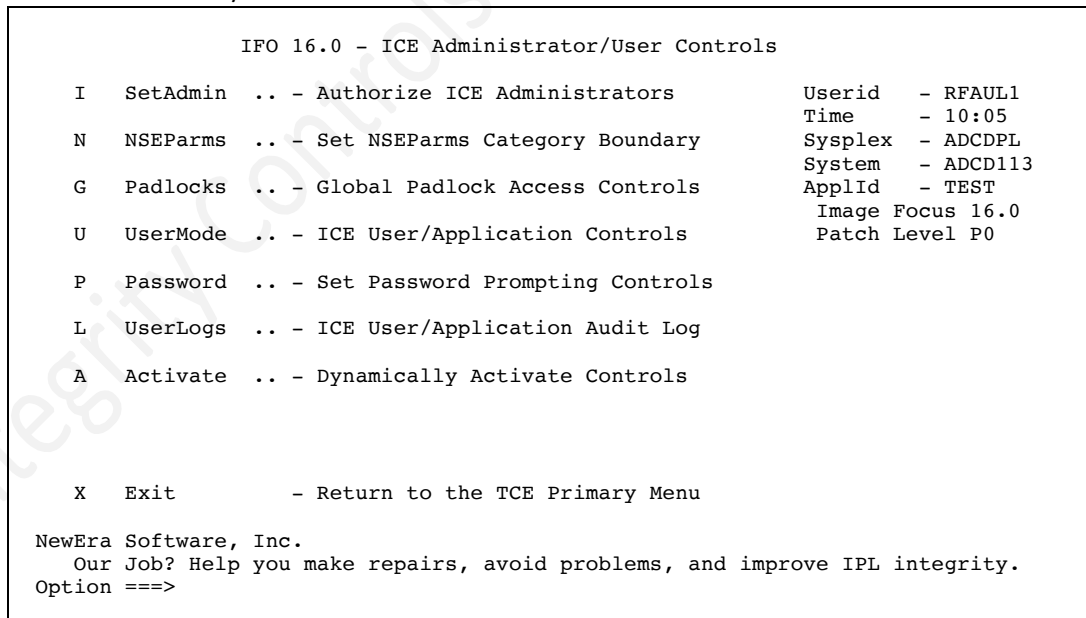 IFO 16.0 - ICE Administrator/User Controls
I SetAdmin .. - Authorize ICE Administrators Userid - RFAUL1
Time - 10:05
N NSEParms .. - Set NSEParms Category Boundary Sysplex - ADCDPL
System - ADCD113
G Padlocks .. - Global Padlock Access Controls ApplId - TEST
Image Focus 16.0
U UserMode .. - ICE User/Application Controls Patch Level P0
P Password .. - Set Password Prompting Controls
L UserLogs .. - ICE User/Application Audit Log
A Activate .. - Dynamically Activate Controls
X Exit - Return to the TCE Primary Menu
NewEra Software, Inc.
Our Job? Help you make repairs, avoid problems, and improve IPL integrity.
Option ===>